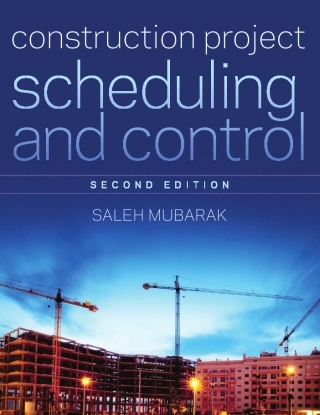 construction project
scheduling
and control
SECOND EDITION
SALEH MUBARAK